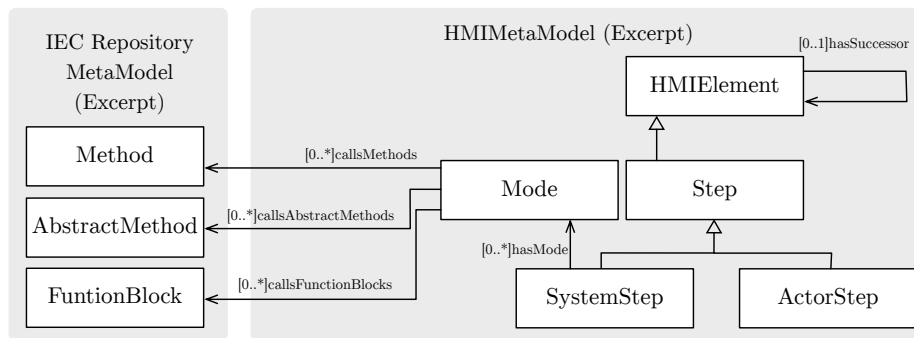 IEC Repository
MetaModel
(Excerpt)
Method
AbstractMethod
FuntionBlock
HMIMetaModel (Excerpt)
[0..1]hasSuccessor
HMIElement
[0..*]callsMethods
Mode
Step
[0..*]callsAbstractMethods
[0..*]hasMode
[0..*]callsFunctionBlocks
SystemStep
ActorStep